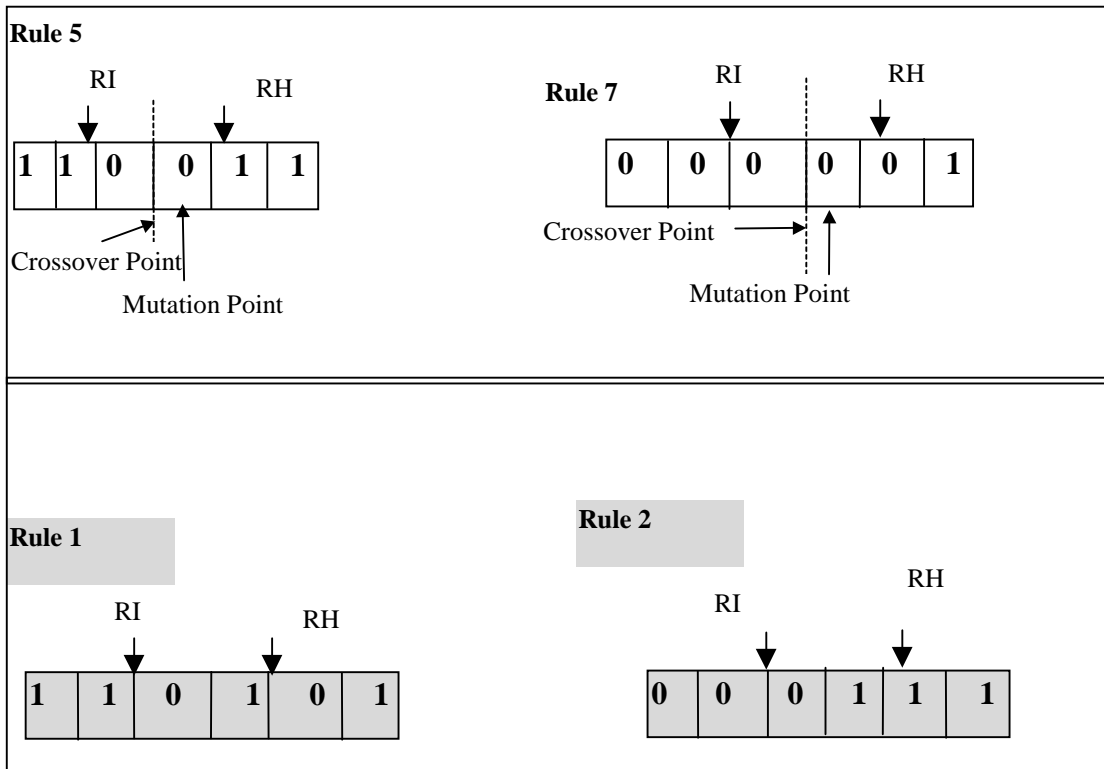 Rule 5
RI
RH
1 1 0 0 1 1
Crossover Point
Mutation Point
Rule 7
RI
RH
0 0 0 0 0 1
Crossover Point
Mutation Point
Rule 1
RI
RH
1 1 0 1 0 1
Rule 2
RI
RH
0 0 0 1 1 1